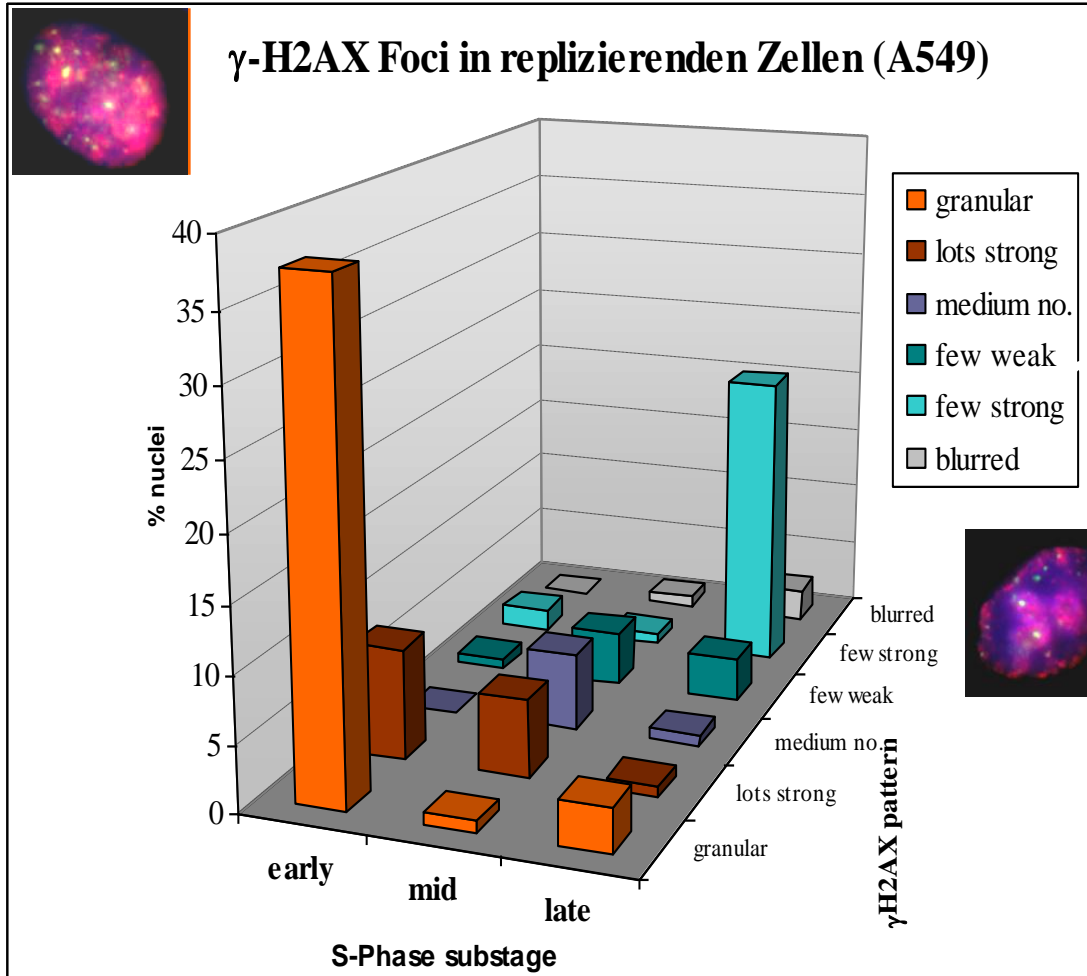 γ-H2AX Foci in replizierenden Zellen (A549)
granular
lots strong
medium no.
few weak
few strong
blurred
40
35
30
25
20
15
10
5
0
% nuclei
early
mid
late
S-Phase substage
blurred
few strong
few weak
medium no.
lots strong
granular
γH2AX pattern